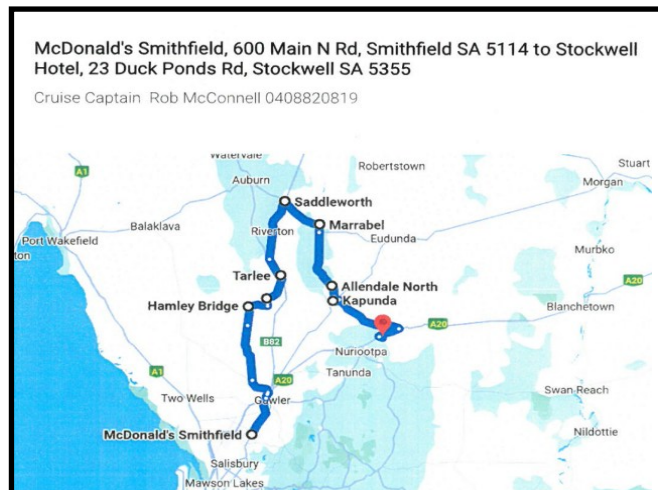 McDonald's Smithfield, 600 Main N Rd, Smithfield SA 5114 to Stockwell
Hotel, 23 Duck Ponds Rd, Stockwell SA 5355
Cruise Captain Rob McConnell 0408820819
Watervale
Robertstown
Stuart
A1
Auburn
Morgan
Saddleworth
Balaklava
Riverton
Marrabel
Port Wakefield
Eudunda
ton
Murbko
Tarlee
Allendale North
A20
Hamley Bridge
Kapunda
Blanchetown
A20
B82
Nuriootpa
A1
A20
Tanunda
Two Wells
Gawler
Swan Reach
McDonald's Smithfield
Nildottie
Salisbury
Mawson Lakes